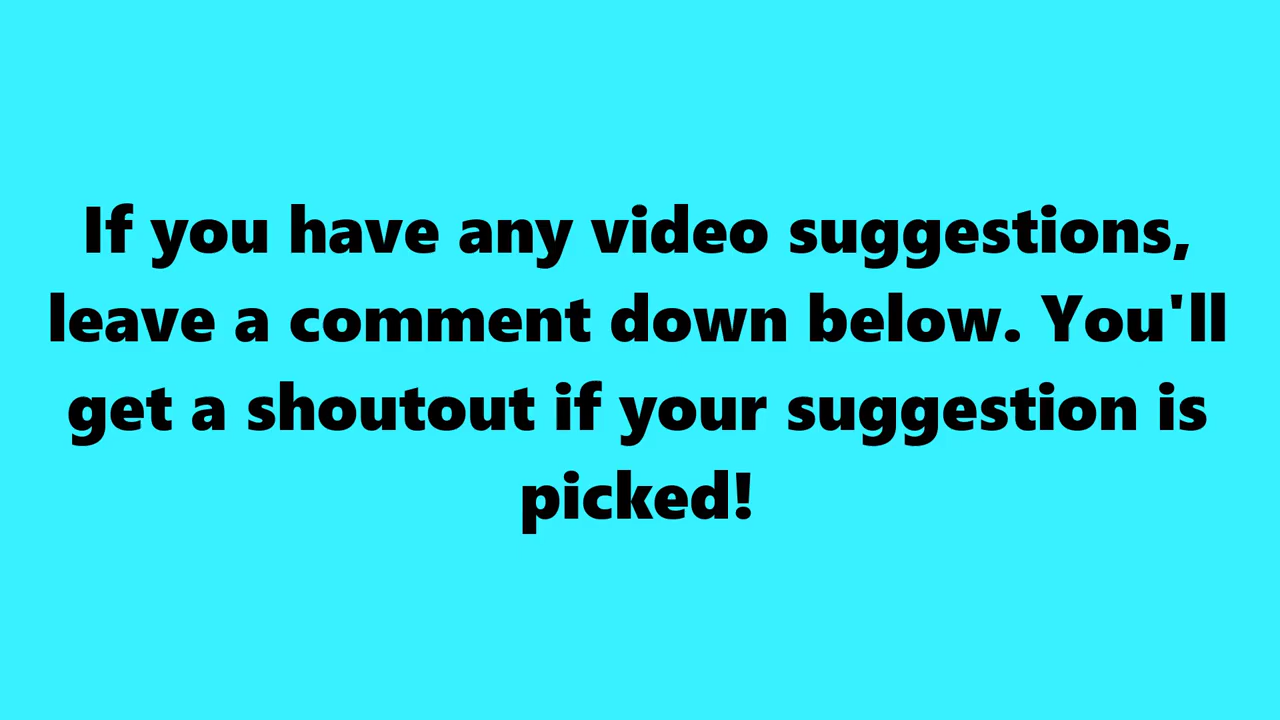 If you have any video suggestions,
leave a comment down below. You'll
get a shoutout if your suggestion is
picked!